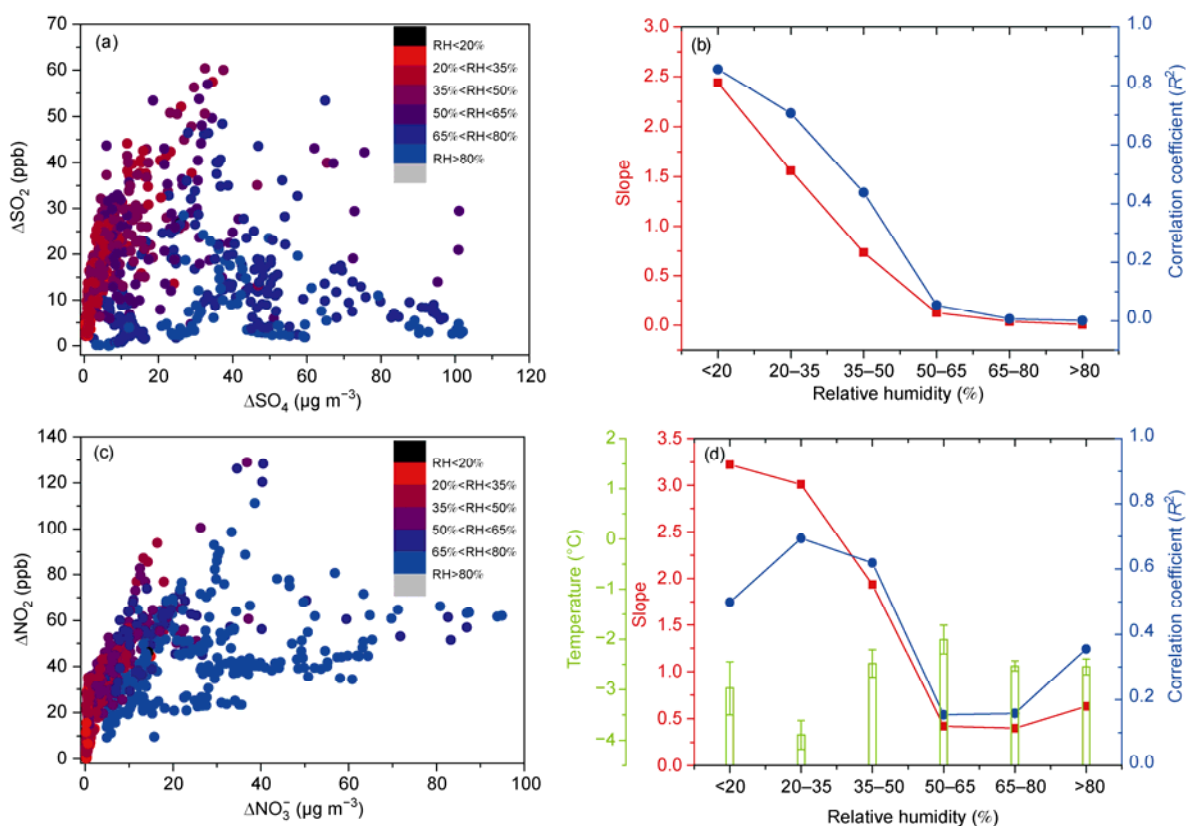 (a)
70
60
50
40
30
20
10
0
ΔSO₂ (ppb)
0 20 40 60 80 100 120
ΔSO₄ (μg m⁻³)
RH<20%
20%<RH<35%
35%<RH<50%
50%<RH<65%
65%<RH<80%
RH>80%
(b)
3.0
2.5
2.0
1.5
1.0
0.5
0.0
Slope
1.0
0.8
0.6
0.4
0.2
0.0
Correlation coefficient (R²)
<20 20–35 35–50 50–65 65–80 >80
Relative humidity (%)
(c)
140
120
100
80
60
40
20
0
ΔNO₂ (ppb)
0 20 40 60 80 100
ΔNO₃⁻ (μg m⁻³)
RH<20%
20%<RH<35%
35%<RH<50%
50%<RH<65%
65%<RH<80%
RH>80%
(d)
2
1
0
−1
−2
−3
−4
Temperature (°C)
3.5
3.0
2.5
2.0
1.5
1.0
0.5
0.0
Slope
1.0
0.8
0.6
0.4
0.2
0.0
Correlation coefficient (R²)
<20 20–35 35–50 50–65 65–80 >80
Relative humidity (%)